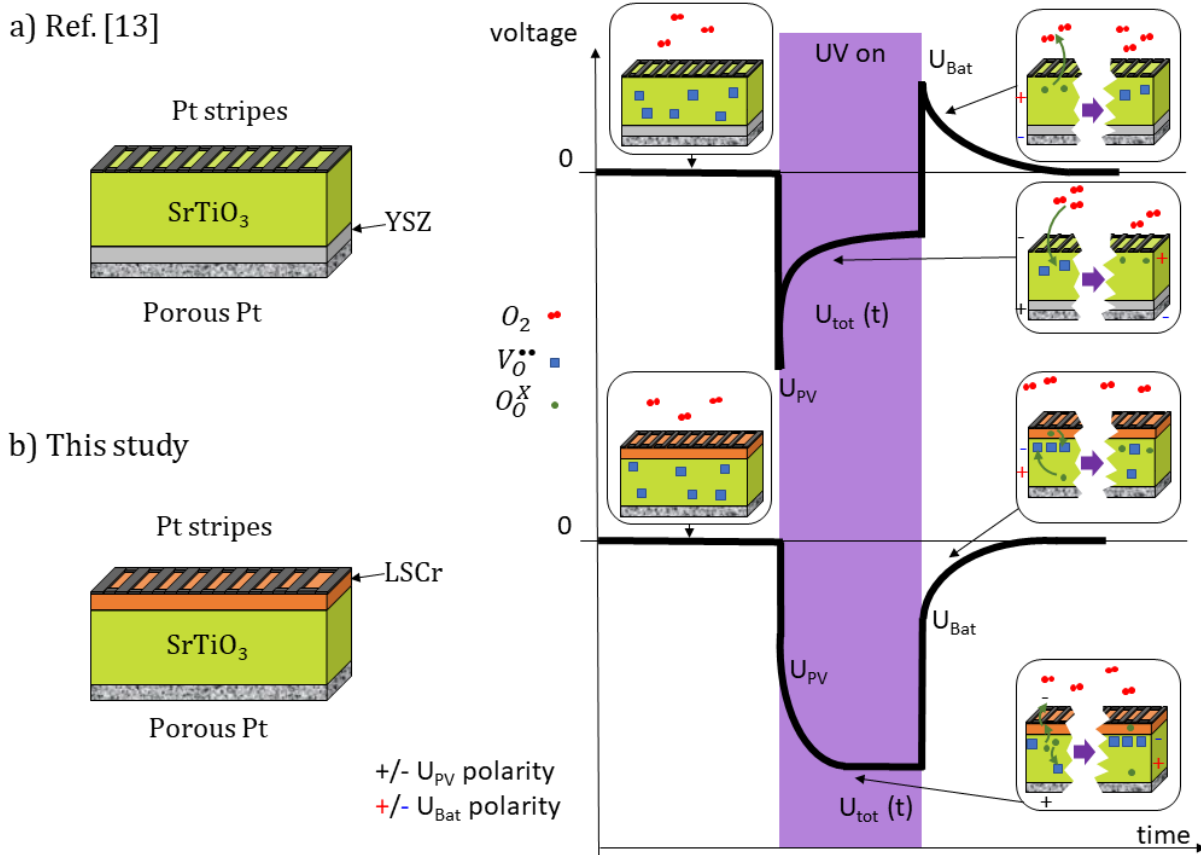 a) Ref. [13]
Pt stripes
SrTiO₃
YSZ
Porous Pt
voltage
UV on
U_Bat
0
+
-
-
+
+
-
U_tot (t)
U_PV
O₂
V_O^••
O_O^X
b) This study
Pt stripes
LSCr
SrTiO₃
Porous Pt
0
-
+
U_Bat
U_PV
-
-
+
+
U_tot (t)
+/- U_PV polarity
+/- U_Bat polarity
time